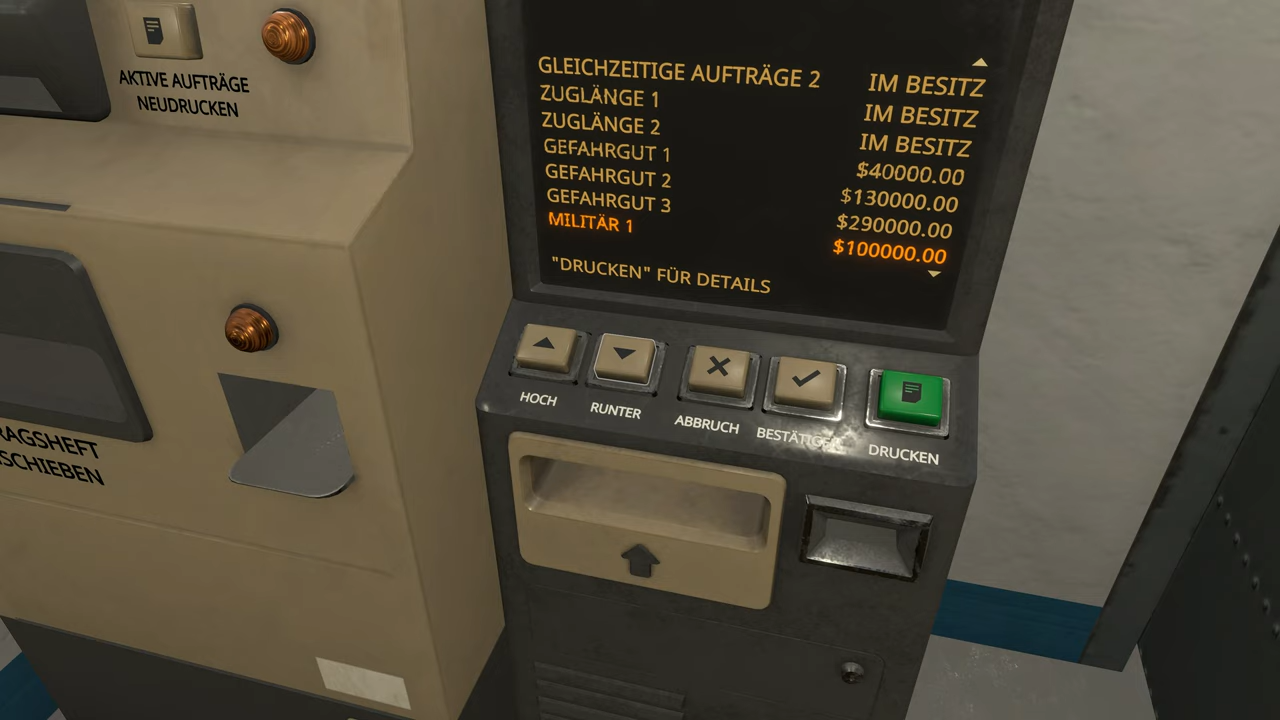 AKTIVE AUFTRÄGE
NEUDRUCKEN
RAGSHEFT
SCHIEBEN
GLEICHZEITIGE AUFTRÄGE 2 IM BESITZ
ZUGLÄNGE 1 IM BESITZ
ZUGLÄNGE 2 IM BESITZ
GEFAHRGUT 1 $40000.00
GEFAHRGUT 2 $130000.00
GEFAHRGUT 3 $290000.00
MILITÄR 1 $100000.00
"DRUCKEN" FÜR DETAILS
HOCH
RUNTER
ABBRUCH
BESTÄTIGEN
DRUCKEN